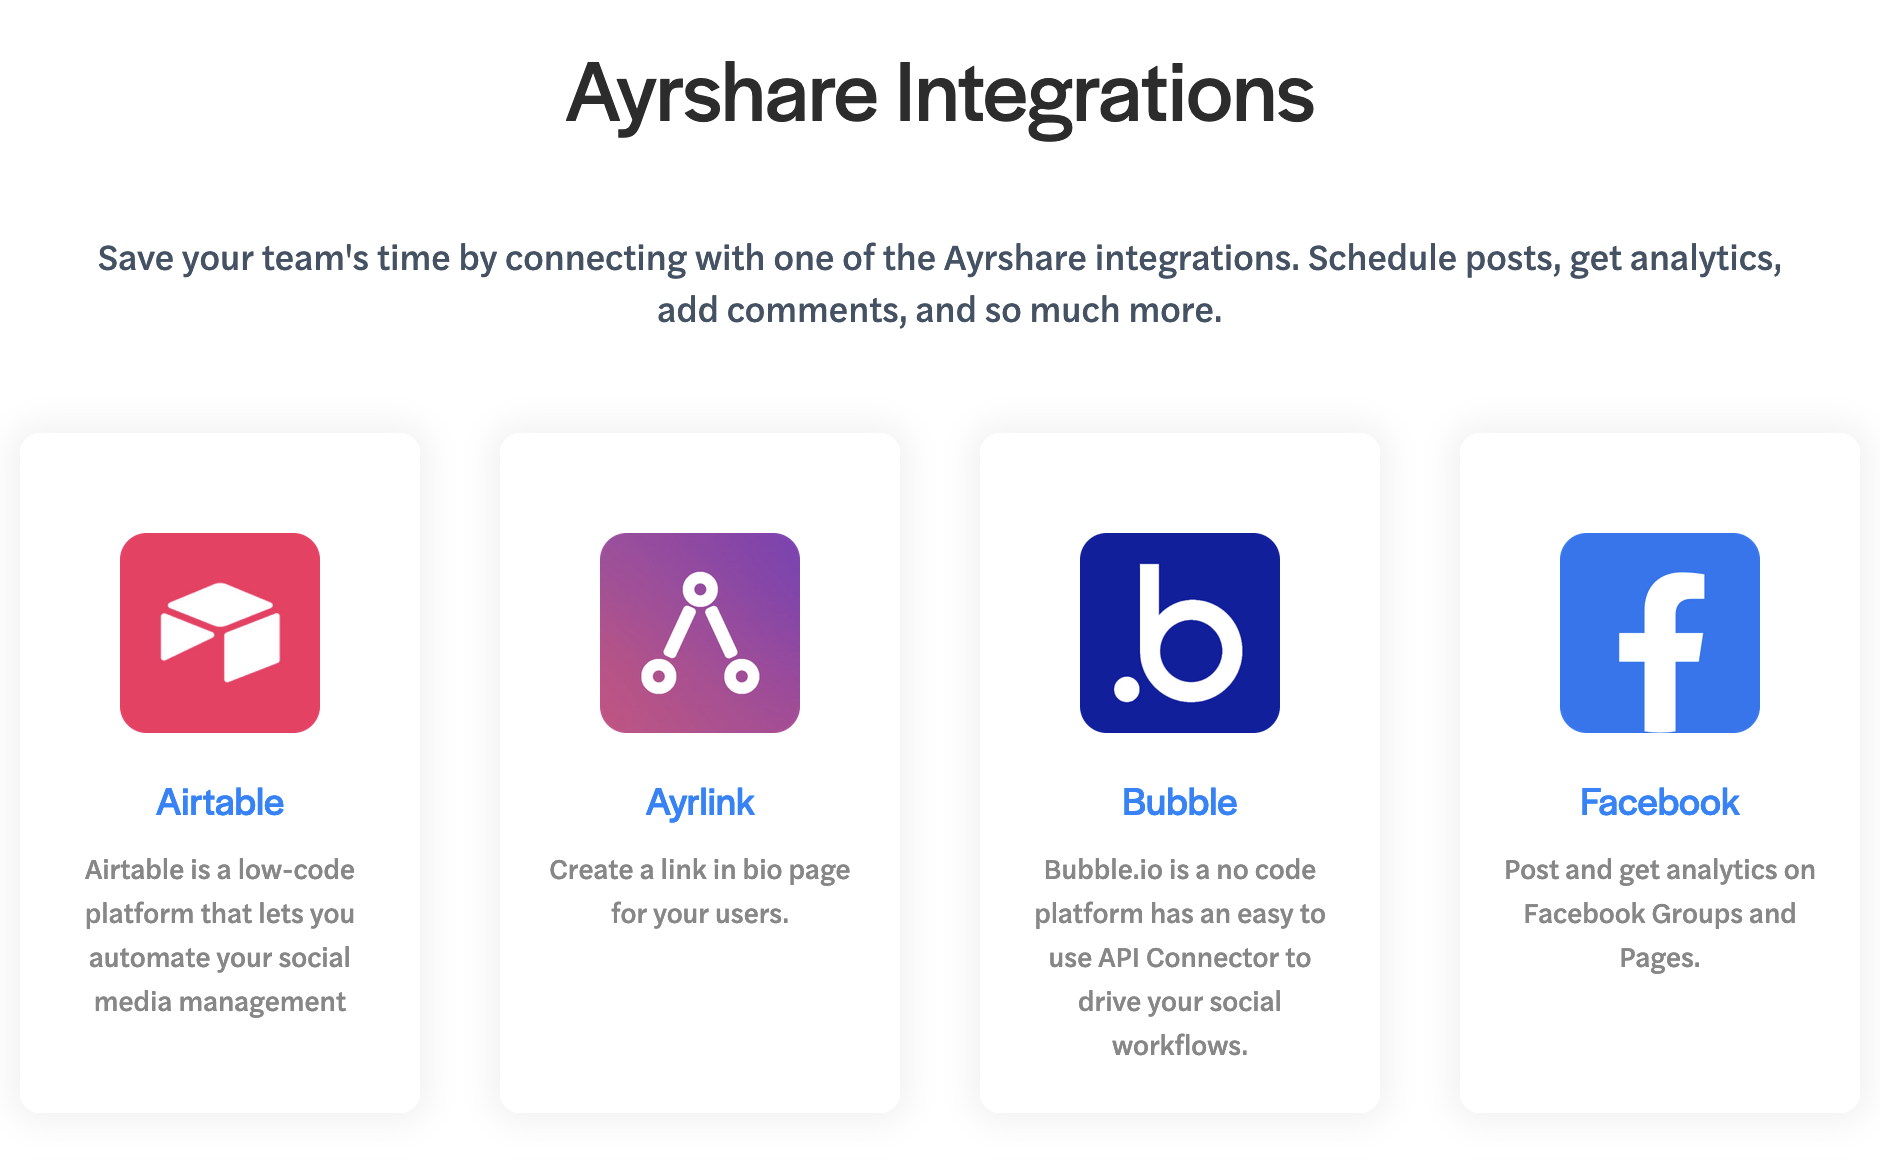 Ayrshare Integrations
Save your team's time by connecting with one of the Ayrshare integrations. Schedule posts, get analytics,
add comments, and so much more.
Airtable
Airtable is a low-code
platform that lets you
automate your social
media management
Ayrlink
Create a link in bio page
for your users.
Bubble
Bubble.io is a no code
platform has an easy to
use API Connector to
drive your social
workflows.
Facebook
Post and get analytics on
Facebook Groups and
Pages.